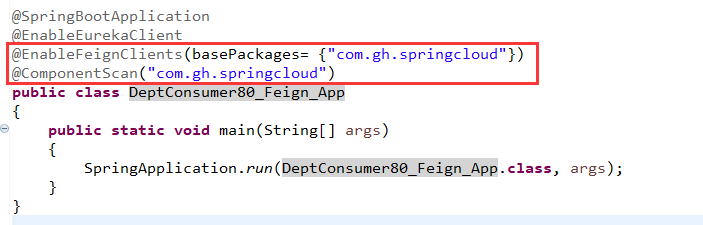 @SpringBootApplication
@EnableEurekaClient
@EnableFeignClients(basePackages= {"com.gh.springcloud"})
@ComponentScan("com.gh.springcloud")
public class DeptConsumer80_Feign_App
{
    public static void main(String[] args)
    {
        SpringApplication.run(DeptConsumer80_Feign_App.class, args);
    }
}